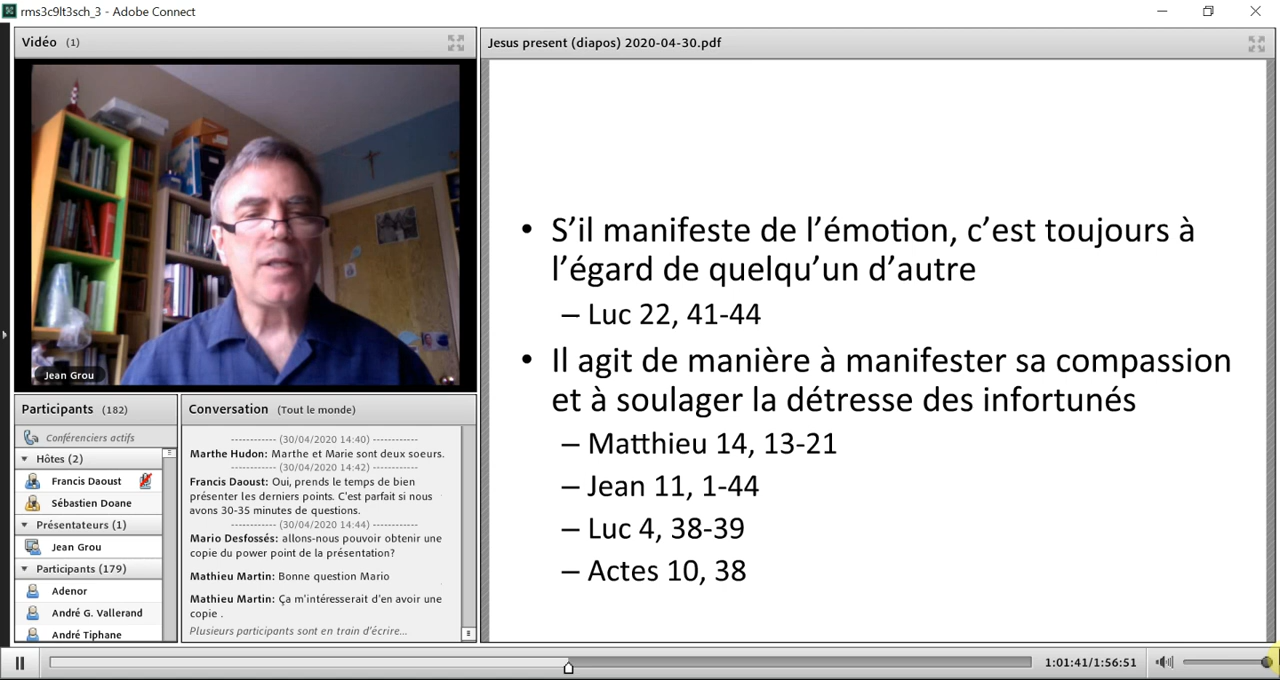 rms3c9lt3sch_3 - Adobe Connect
Vidéo (1)
Jean Grou
Participants (182)
Conférenciers actifs
Hôtes (2)
Francis Daoust
Sébastien Doane
Présentateurs (1)
Jean Grou
Participants (179)
Adenor
André G. Vallerand
André Tiphane
Conversation (Tout le monde)
------------ (30/04/2020 14:40) ------------
Marthe Hudon: Marthe et Marie sont deux soeurs.
------------ (30/04/2020 14:42) ------------
Francis Daoust: Oui, prends le temps de bien
présenter les derniers points. C'est parfait si nous
avons 30-35 minutes de questions.
------------ (30/04/2020 14:44) ------------
Mario Desfossés: allons-nous pouvoir obtenir une
copie du power point de la présentation?
Mathieu Martin: Bonne question Mario
Mathieu Martin: Ça m'intéresserait d'en avoir une
copie .
Plusieurs participants sont en train d'écrire...
Jesus present (diapos) 2020-04-30.pdf
• S’il manifeste de l’émotion, c’est toujours à
l’égard de quelqu’un d’autre
– Luc 22, 41-44
• Il agit de manière à manifester sa compassion
et à soulager la détresse des infortunés
– Matthieu 14, 13-21
– Jean 11, 1-44
– Luc 4, 38-39
– Actes 10, 38
1:01:41/1:56:51